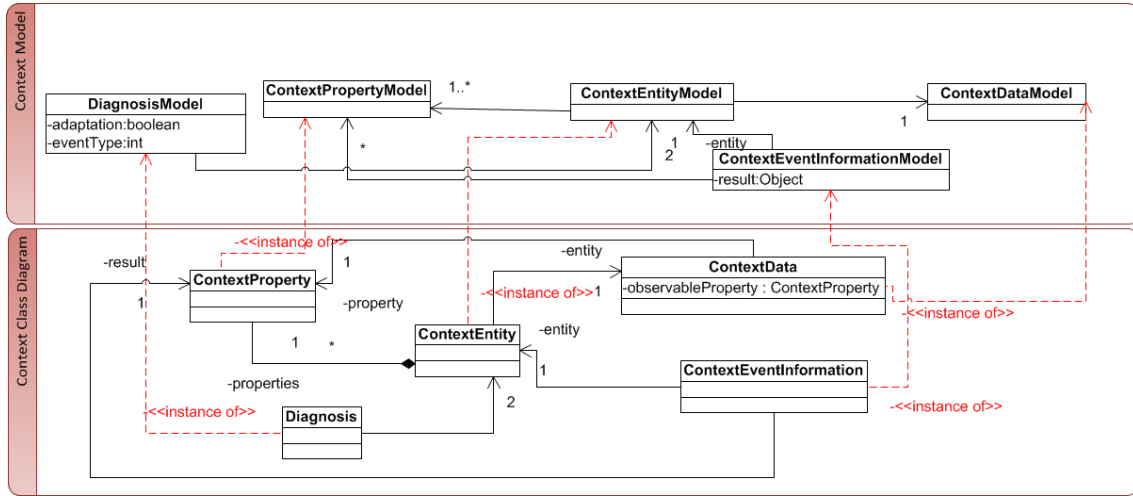 Context Model
DiagnosisModel
-adaptation:boolean
-eventType:int
ContextPropertyModel
1..*
ContextEntityModel
ContextDataModel
1
*
1
-entity
2
ContextEventInformationModel
-result:Object
Context Class Diagram
-<<instance of>>
-result
1
ContextProperty
1
-property
-entity
ContextData
-observableProperty : ContextProperty
-<<instance of>>
1
-<<instance of>>
ContextEntity
-entity
1
*
1
ContextEventInformation
-properties
2
-<<instance of>>
-<<instance of>>
Diagnosis